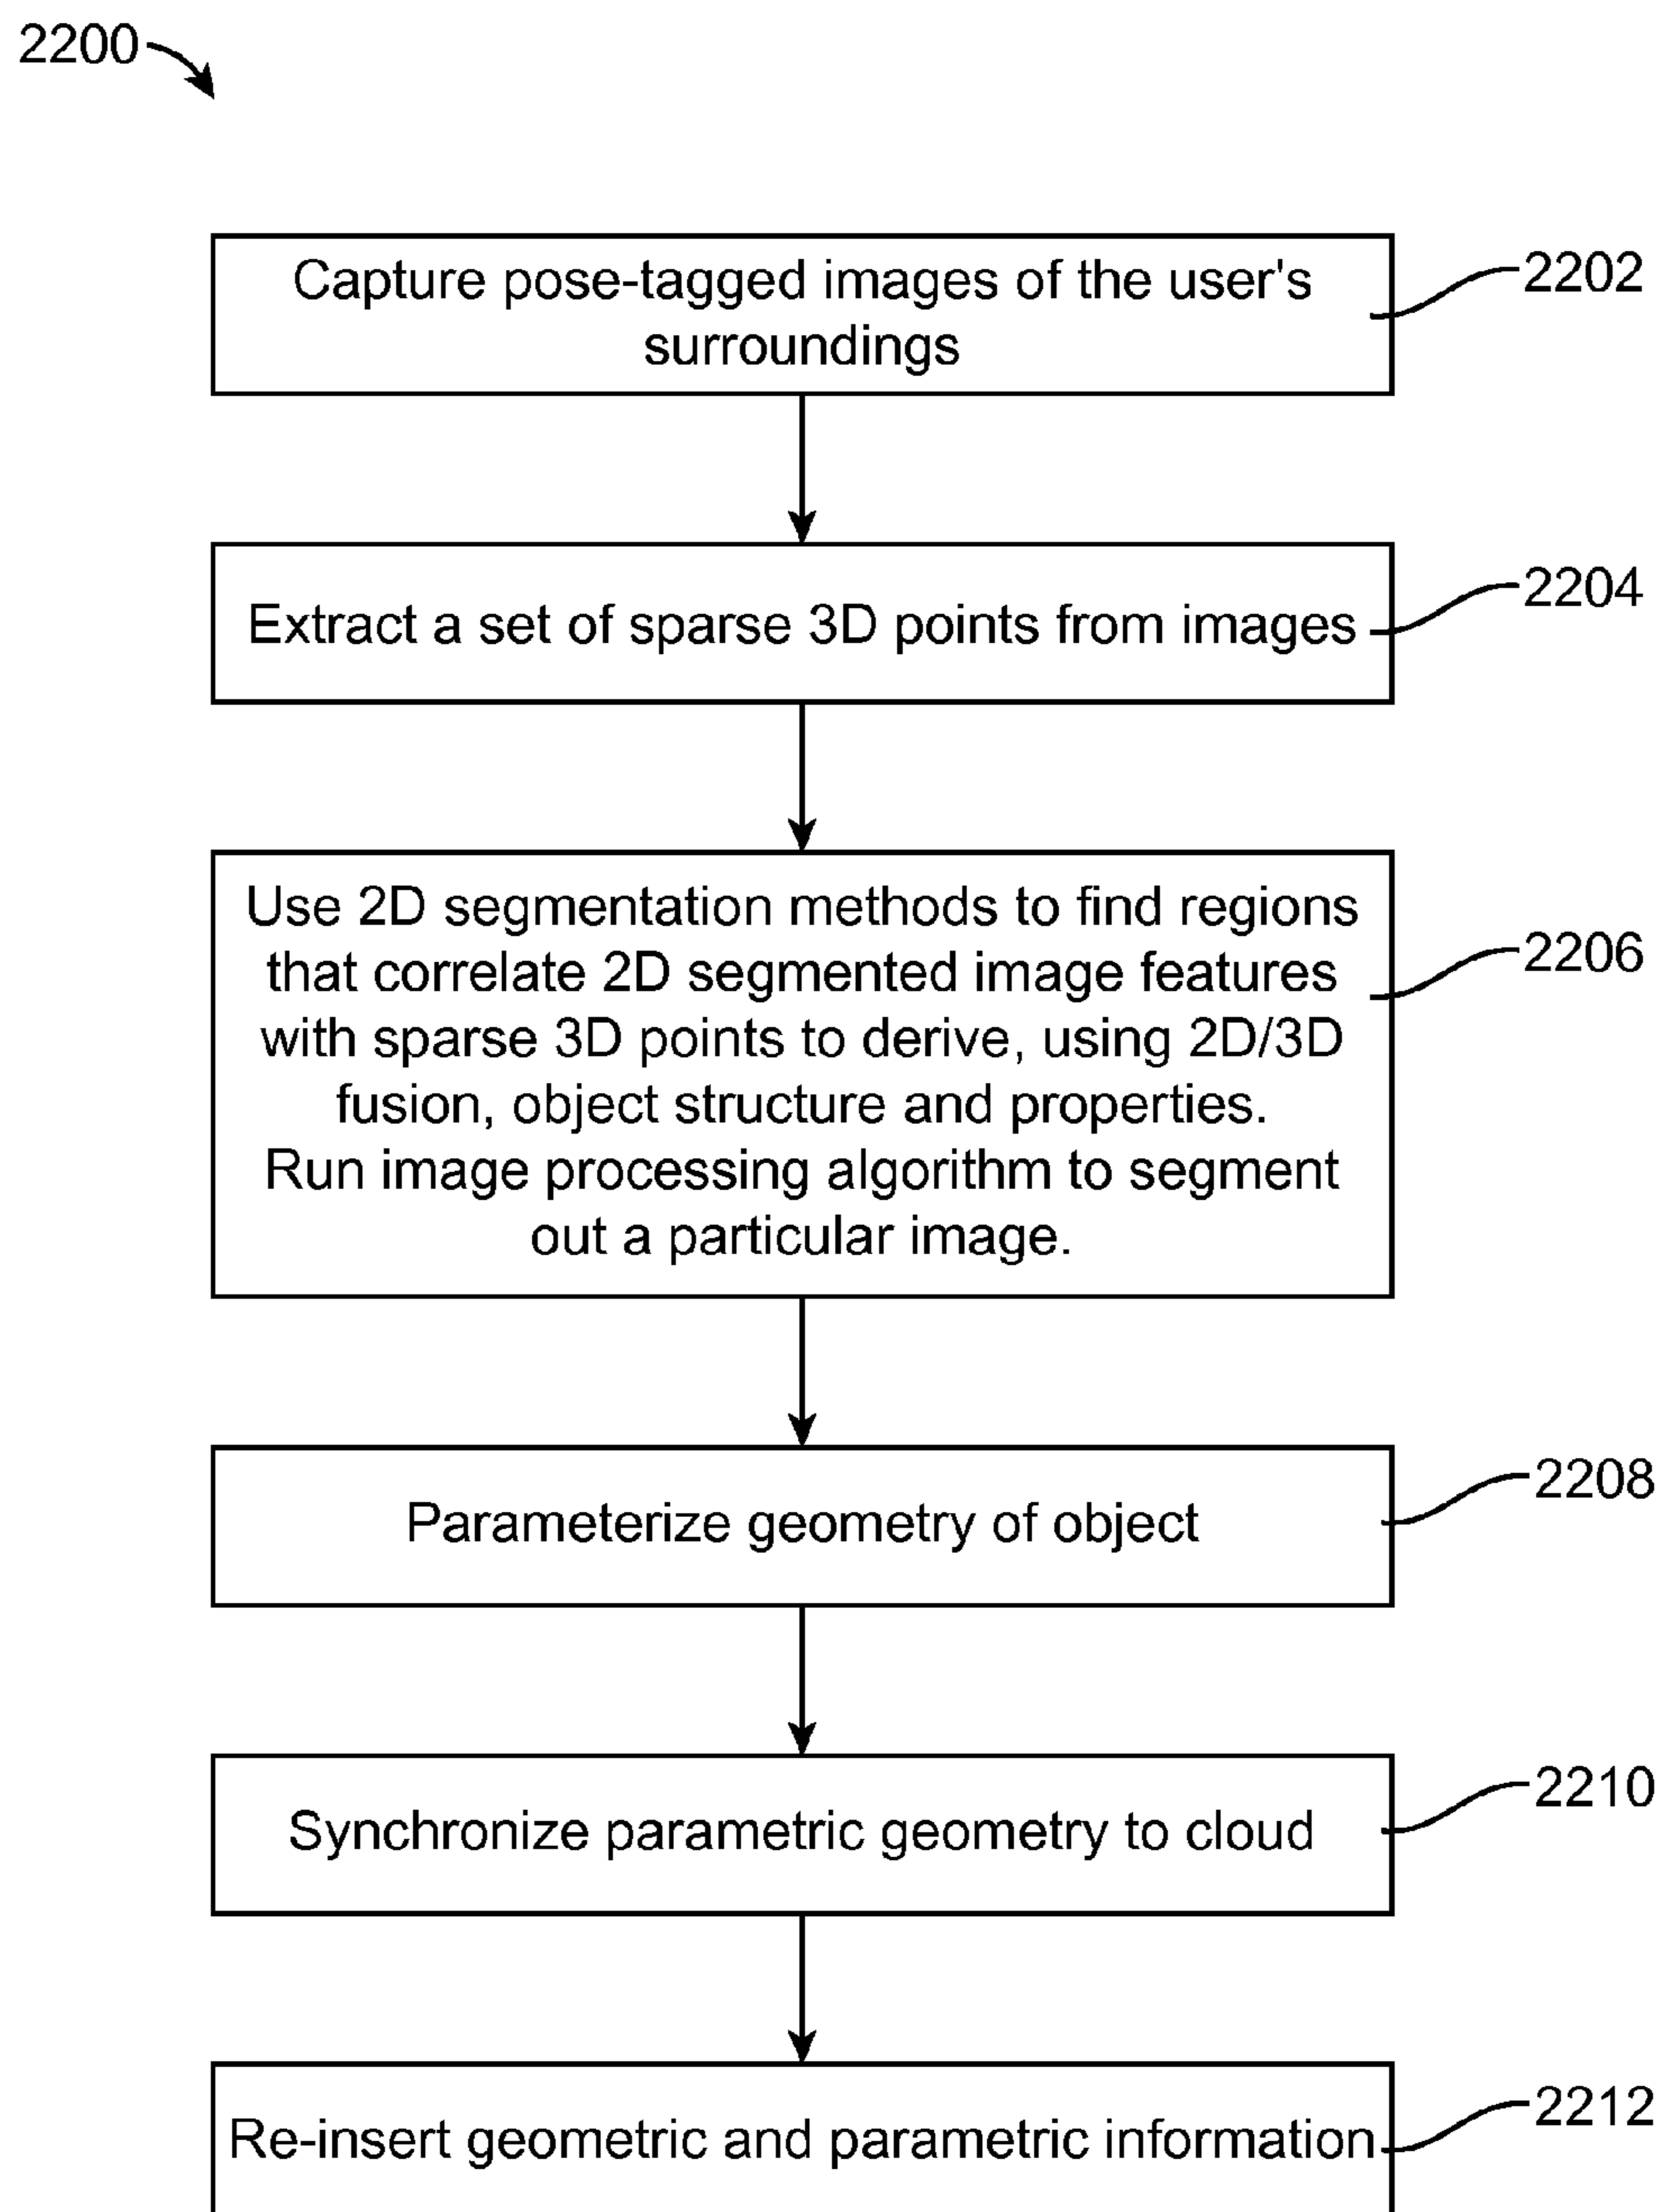 2200
Capture pose-tagged images of the user's
surroundings
2202
Extract a set of sparse 3D points from images
2204
Use 2D segmentation methods to find regions
that correlate 2D segmented image features
with sparse 3D points to derive, using 2D/3D
fusion, object structure and properties.
Run image processing algorithm to segment
out a particular image.
2206
Parameterize geometry of object
2208
Synchronize parametric geometry to cloud
2210
Re-insert geometric and parametric information
2212